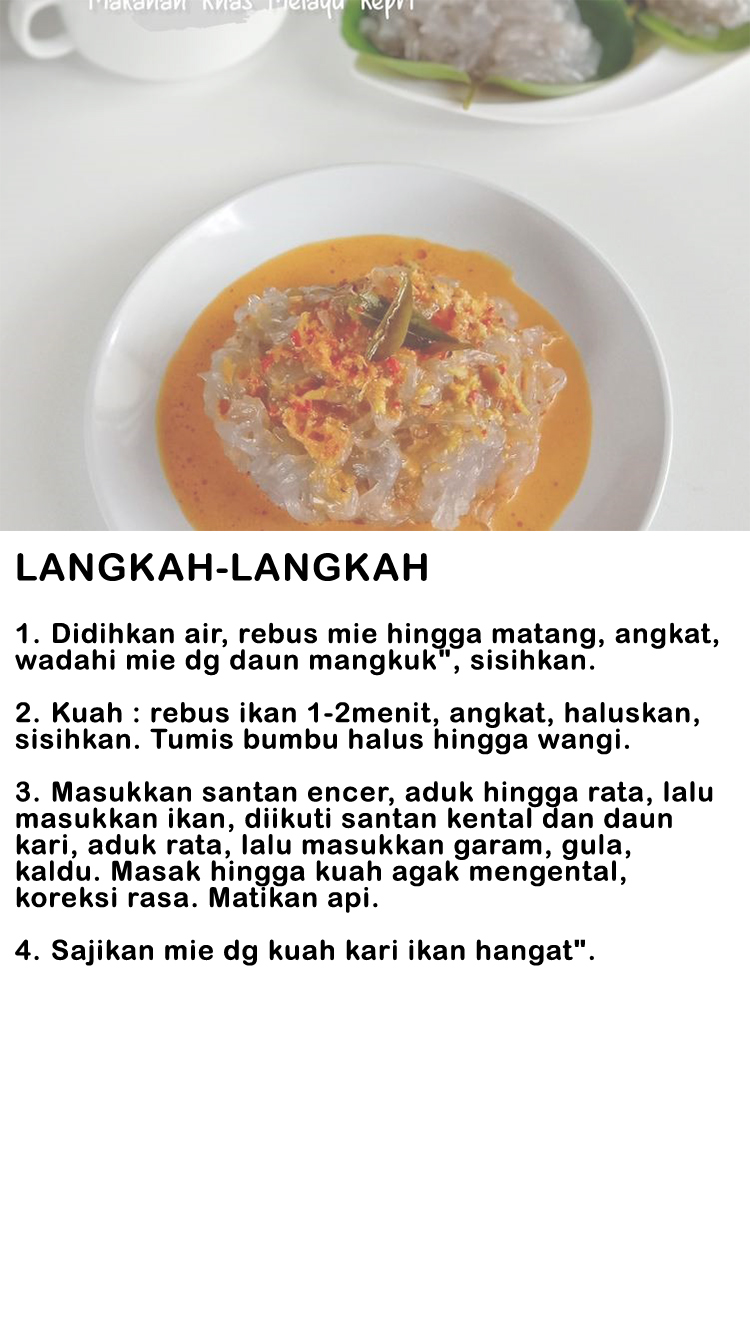 Makanan Khas Melayu Kepri
LANGKAH-LANGKAH
1. Didihkan air, rebus mie hingga matang, angkat,
wadahi mie dg daun mangkuk", sisihkan.
2. Kuah : rebus ikan 1-2menit, angkat, haluskan,
sisihkan. Tumis bumbu halus hingga wangi.
3. Masukkan santan encer, aduk hingga rata, lalu
masukkan ikan, diikuti santan kental dan daun
kari, aduk rata, lalu masukkan garam, gula,
kaldu. Masak hingga kuah agak mengental,
koreksi rasa. Matikan api.
4. Sajikan mie dg kuah kari ikan hangat".